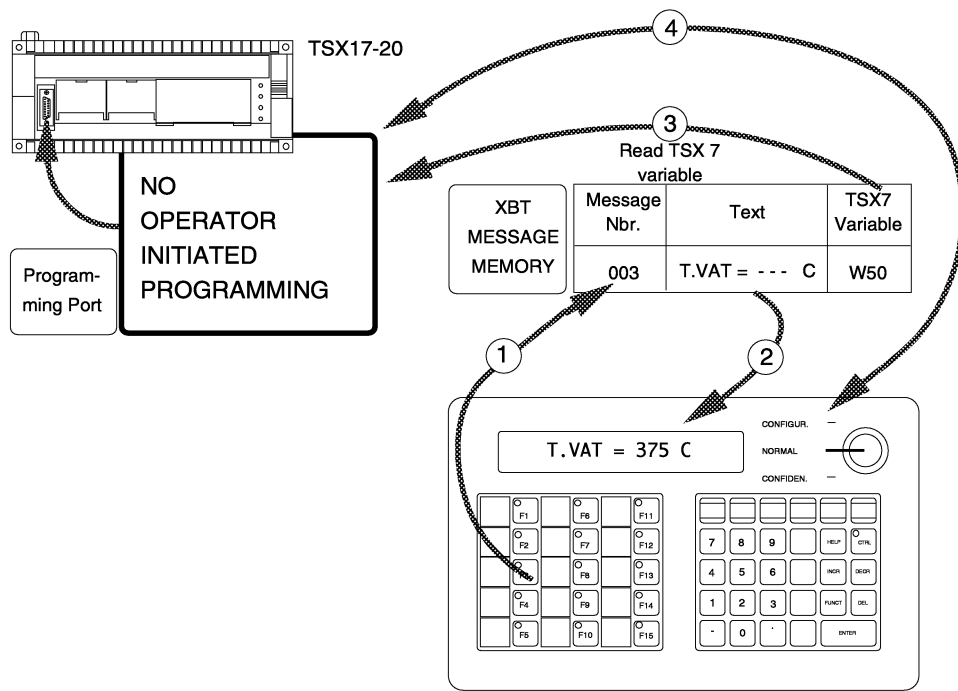 TSX17-20
4
3
Read TSX 7
variable
NO
OPERATOR
INITIATED
PROGRAMMING
Program-
ming Port
XBT
MESSAGE
MEMORY
Message
Nbr.
Text
TSX7
Variable
003
T.VAT = --- C
W50
1
2
CONFIGUR.
NORMAL
CONFIDEN.
T.VAT = 375 C
F1 F6 F11
F2 F7 F12
F8 F13
F4 F9 F14
F5 F10 F15
7 8 9 HELP CTRL
4 5 6 INCR DECR
1 2 3 FUNCT DEL
- 0 . ENTER